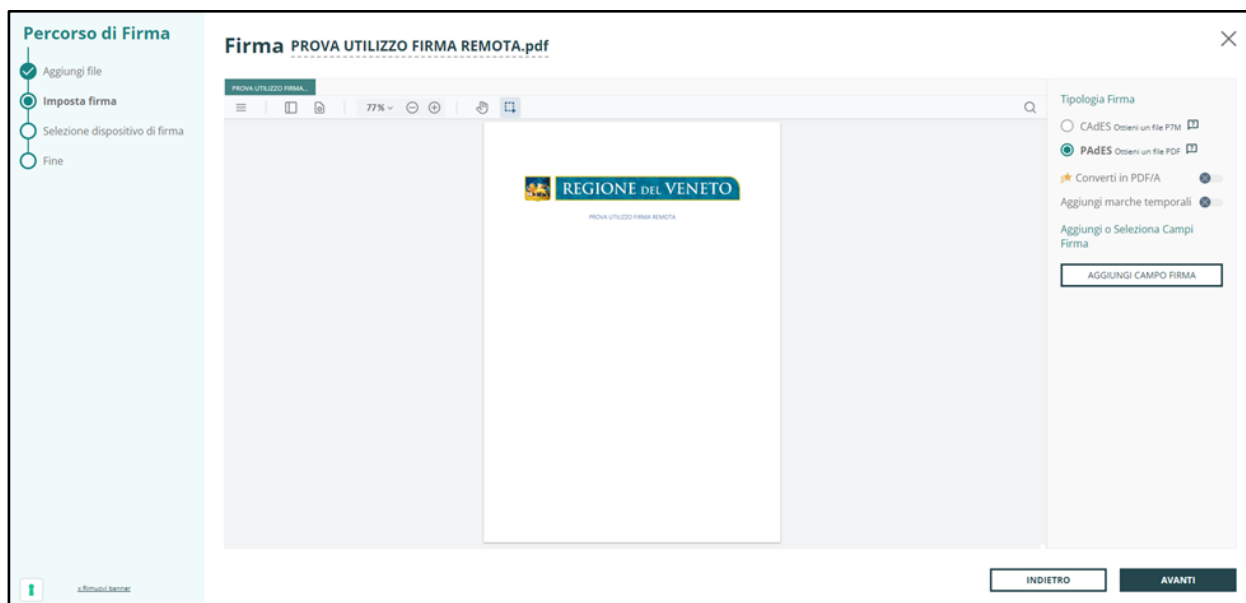 Percorso di Firma
Aggiungi file
Imposta firma
Selezione dispositivo di firma
Fine
x Rimuovi banner
Firma PROVA UTILIZZO FIRMA REMOTA.pdf
PROVA UTILIZZO FIRMA...
77%
REGIONE DEL VENETO
PROVA UTILIZZO FIRMA REMOTA
Tipologia Firma
CAdES Ottieni un file P7M
PAdES Ottieni un file PDF
Converti in PDF/A
Aggiungi marche temporali
Aggiungi o Seleziona Campi
Firma
AGGIUNGI CAMPO FIRMA
INDIETRO
AVANTI